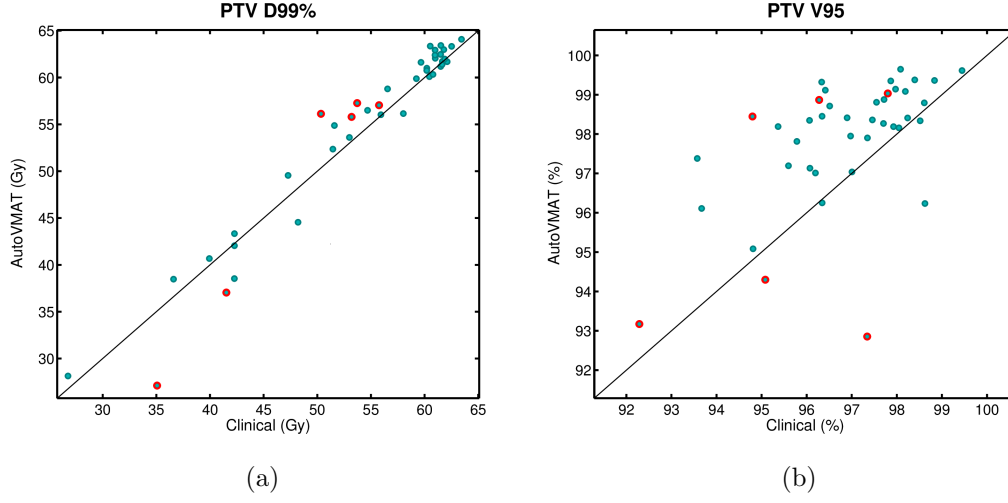 PTV D99%
65
60
55
50
45
40
35
30
AutoVMAT (Gy)
30 35 40 45 50 55 60 65
Clinical (Gy)
(a)
PTV V95
100
99
98
97
96
95
94
93
92
AutoVMAT (%)
92 93 94 95 96 97 98 99 100
Clinical (%)
(b)